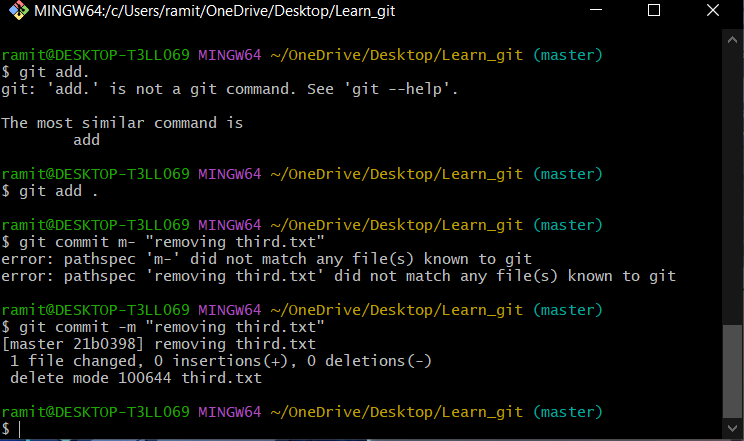 MINGW64:/c/Users/ramit/OneDrive/Desktop/Learn_git
ramit@DESKTOP-T3LLO69 MINGW64 ~/OneDrive/Desktop/Learn_git (master)
$ git add.
git: 'add.' is not a git command. See 'git --help'.
The most similar command is
add
ramit@DESKTOP-T3LLO69 MINGW64 ~/OneDrive/Desktop/Learn_git (master)
$ git add .
ramit@DESKTOP-T3LLO69 MINGW64 ~/OneDrive/Desktop/Learn_git (master)
$ git commit m- "removing third.txt"
error: pathspec 'm-' did not match any file(s) known to git
error: pathspec 'removing third.txt' did not match any file(s) known to git
ramit@DESKTOP-T3LLO69 MINGW64 ~/OneDrive/Desktop/Learn_git (master)
$ git commit -m "removing third.txt"
[master 21b0398] removing third.txt
1 file changed, 0 insertions(+), 0 deletions(-)
delete mode 100644 third.txt
ramit@DESKTOP-T3LLO69 MINGW64 ~/OneDrive/Desktop/Learn_git (master)
$